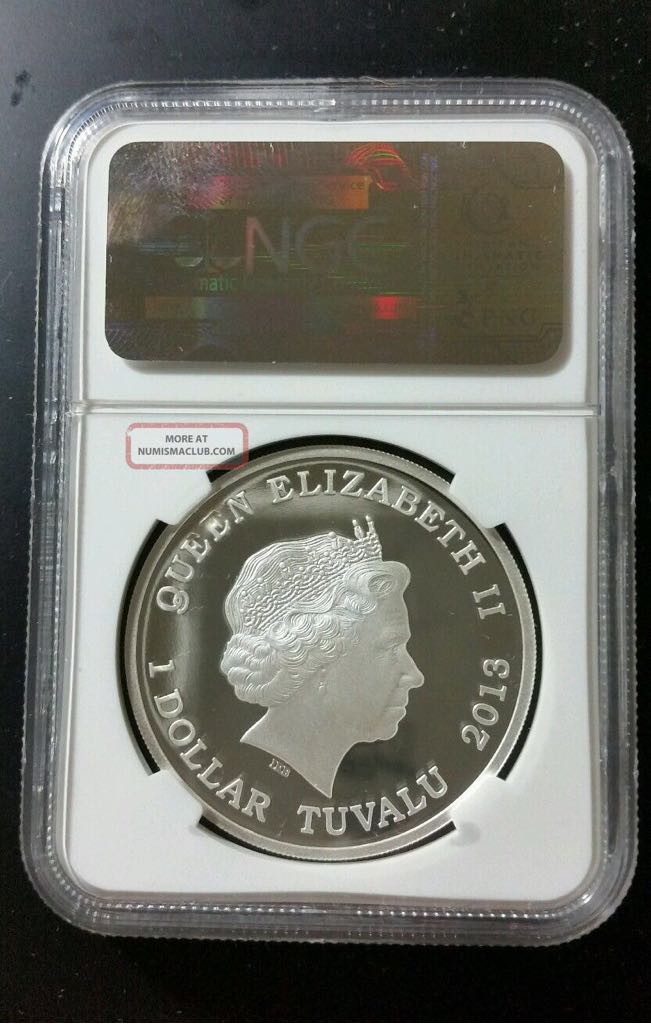 NGC
MORE AT
NUMISMACLUB.COM
QUEEN ELIZABETH II
1 DOLLAR TUVALU 2013
IRB